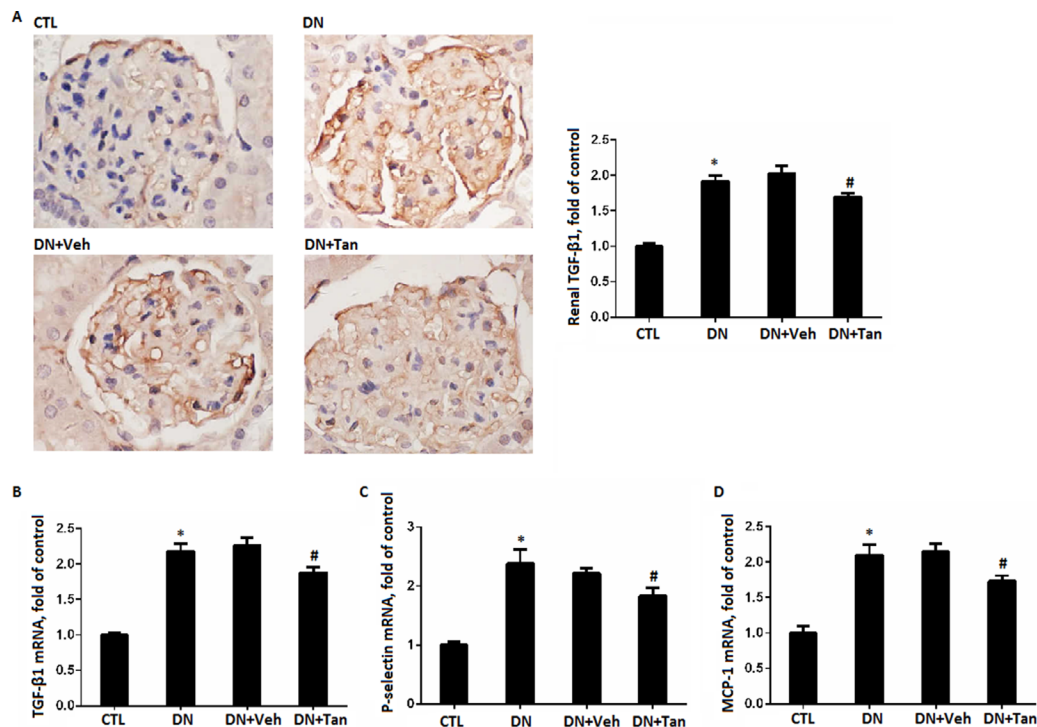 A
CTL
DN
DN+Veh
DN+Tan
Renal TGF-β1, fold of control
2.5
2.0
1.5
1.0
0.5
0.0
*
#
CTL
DN
DN+Veh
DN+Tan
B
TGF-β1 mRNA, fold of control
2.5
2.0
1.5
1.0
0.5
0.0
*
#
CTL
DN
DN+Veh
DN+Tan
C
P-selectin mRNA, fold of control
3
2
1
0
*
#
CTL
DN
DN+Veh
DN+Tan
D
MCP-1 mRNA, fold of control
2.5
2.0
1.5
1.0
0.5
0.0
*
#
CTL
DN
DN+Veh
DN+Tan